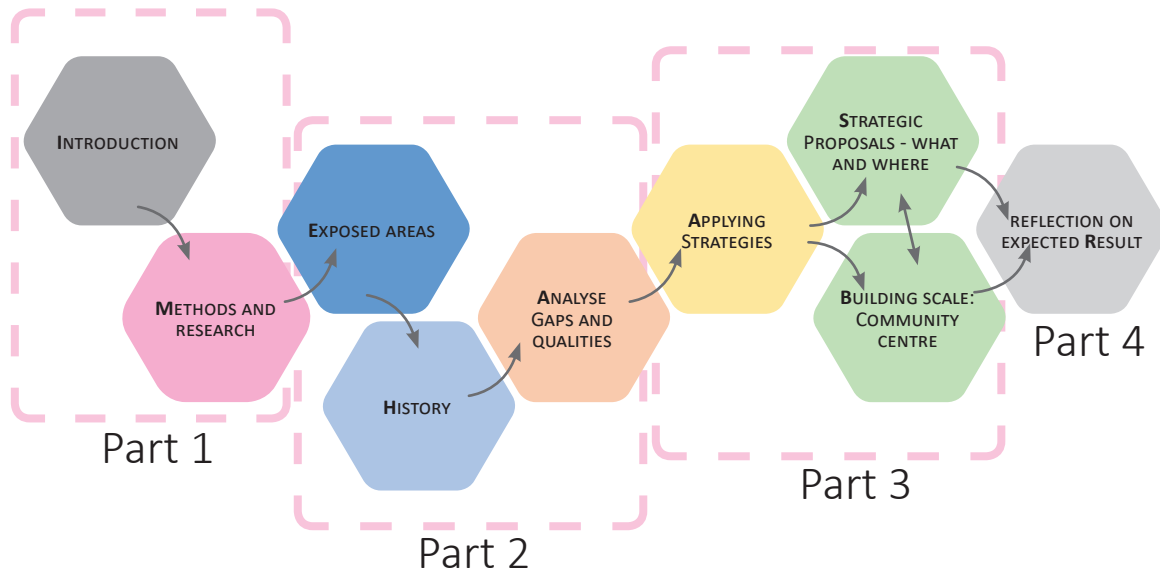 Introduction
Methods and
research
Part 1
Exposed areas
History
Analyse
Gaps and
qualities
Part 2
Applying
Strategies
Strategic
Proposals - what
and where
Building scale:
Community
centre
Part 3
reflection on
expected Result
Part 4